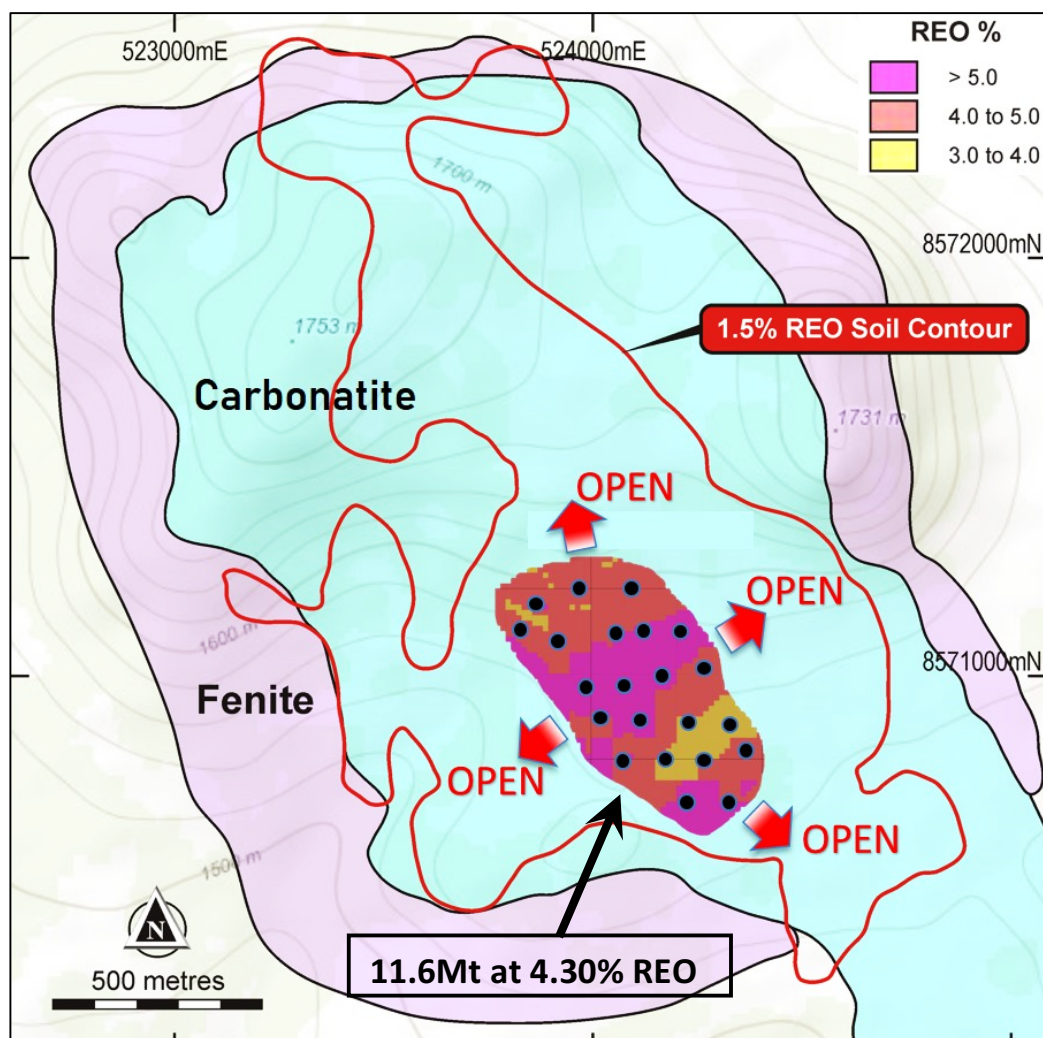 523000mE
524000mE
REO %
> 5.0
4.0 to 5.0
3.0 to 4.0
1700 m
8572000mN
1753 m
1.5% REO Soil Contour
Carbonatite
1731 m
OPEN
OPEN
1600 m
8571000mN
Fenite
OPEN
OPEN
1500 m
N
11.6Mt at 4.30% REO
500 metres